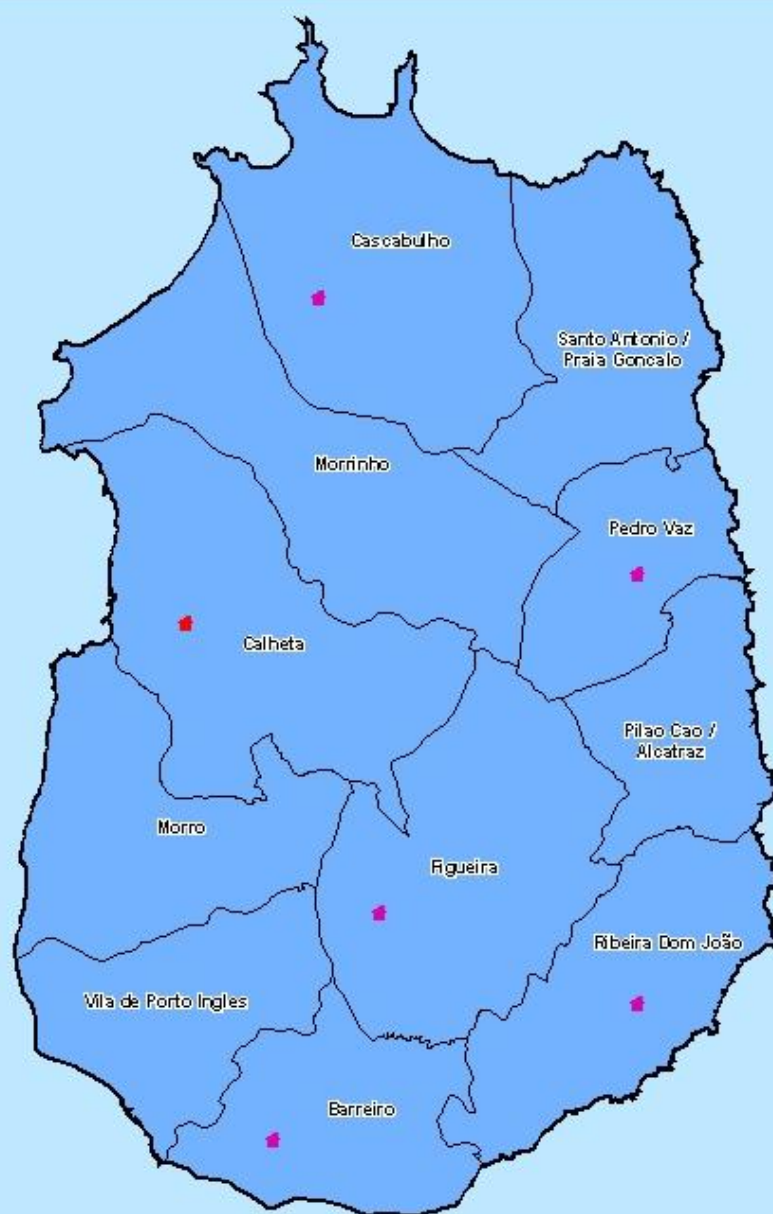 Cascabulho
Santo Antonio /
Praia Goncalo
Morrinho
Pedro Vaz
Calheta
Pilao Cao /
Alcatraz
Morro
Figueira
Ribeira Dom João
Vila de Porto Ingles
Barreiro